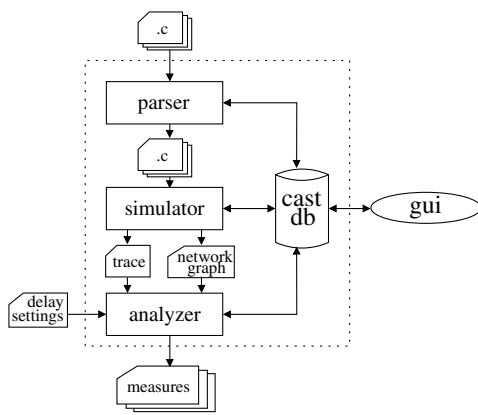 .c
parser
.c
cast
db
gui
simulator
trace
network
graph
delay
settings
analyzer
measures